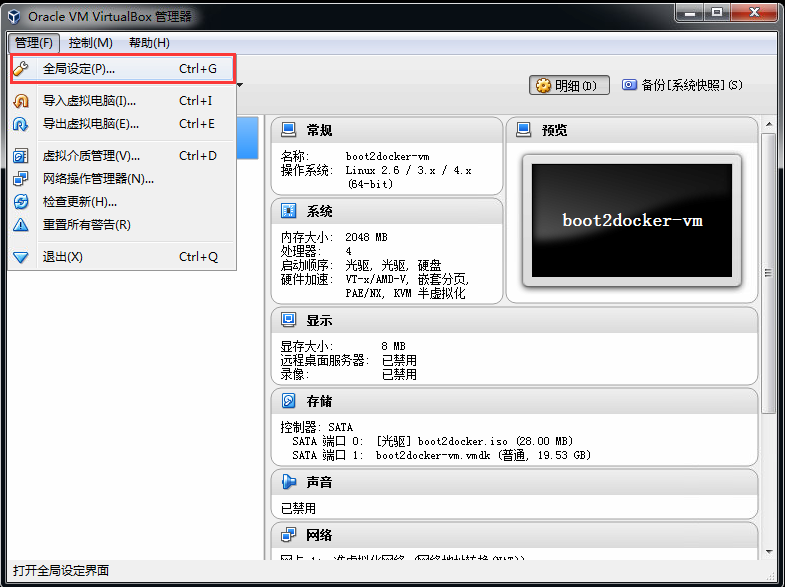 Oracle VM VirtualBox 管理器
管理(F) 控制(M) 帮助(H)
全局设定(P)... Ctrl+G
导入虚拟电脑(I)... Ctrl+I
导出虚拟电脑(E)... Ctrl+E
虚拟介质管理(V)... Ctrl+D
网络操作管理器(N)...
检查更新(H)...
重置所有警告(R)
退出(X) Ctrl+Q
明细(D) 备份[系统快照](S)
常规
名称: boot2docker-vm
操作系统: Linux 2.6 / 3.x / 4.x
(64-bit)
预览
boot2docker-vm
系统
内存大小: 2048 MB
处理器: 4
启动顺序: 光驱, 光驱, 硬盘
硬件加速: VT-x/AMD-V, 嵌套分页,
PAE/NX, KVM 半虚拟化
显示
显存大小: 8 MB
远程桌面服务器: 已禁用
录像: 已禁用
存储
控制器: SATA
SATA 端口 0: [光驱] boot2docker.iso (28.00 MB)
SATA 端口 1: boot2docker-vm.vmdk (普通, 19.53 GB)
声音
已禁用
网络
打开全局设定界面